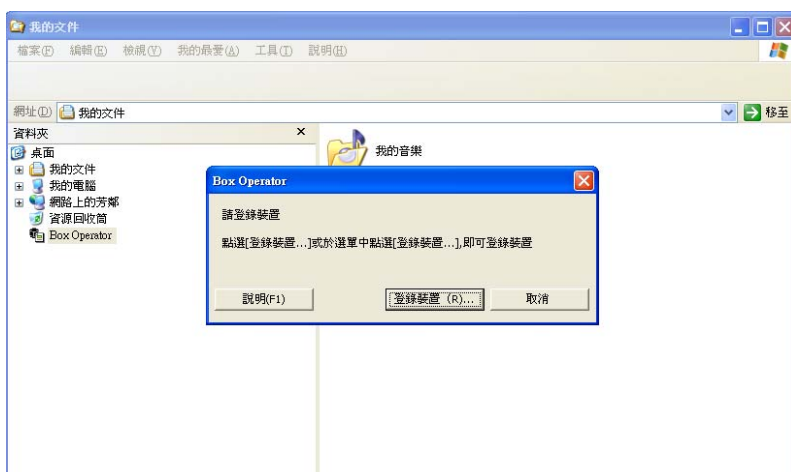 我的文件
檔案(F) 編輯(E) 檢視(V) 我的最愛(A) 工具(T) 說明(H)
網址(D) 我的文件 移至
資料夾
桌面
我的文件
我的電腦
網路上的芳鄰
資源回收筒
Box Operator
我的音樂
Box Operator
請登錄裝置
點選[登錄裝置...]或於選單中點選[登錄裝置...],即可登錄裝置
說明(F1) 登錄裝置 (R)... 取消